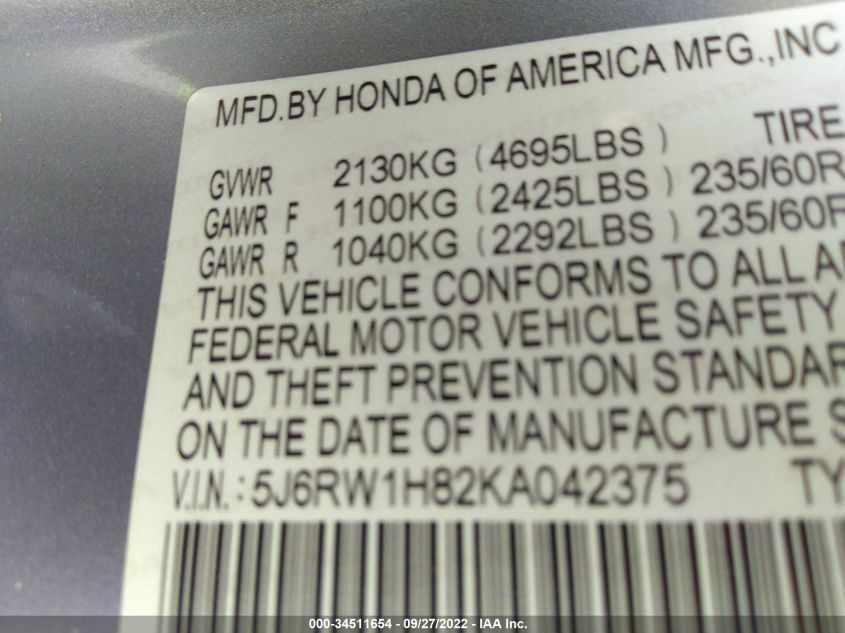 MFD.BY HONDA OF AMERICA MFG.,INC
TIRE
GVWR 2130KG (4695LBS )
GAWR F 1100KG (2425LBS ) 235/60R
GAWR R 1040KG (2292LBS ) 235/60R
THIS VEHICLE CONFORMS TO ALL AP
FEDERAL MOTOR VEHICLE SAFETY
AND THEFT PREVENTION STANDAR
ON THE DATE OF MANUFACTURE S
V.I.N.: 5J6RW1H82KA042375 TY
000-34511654 - 09/27/2022 - IAA Inc.